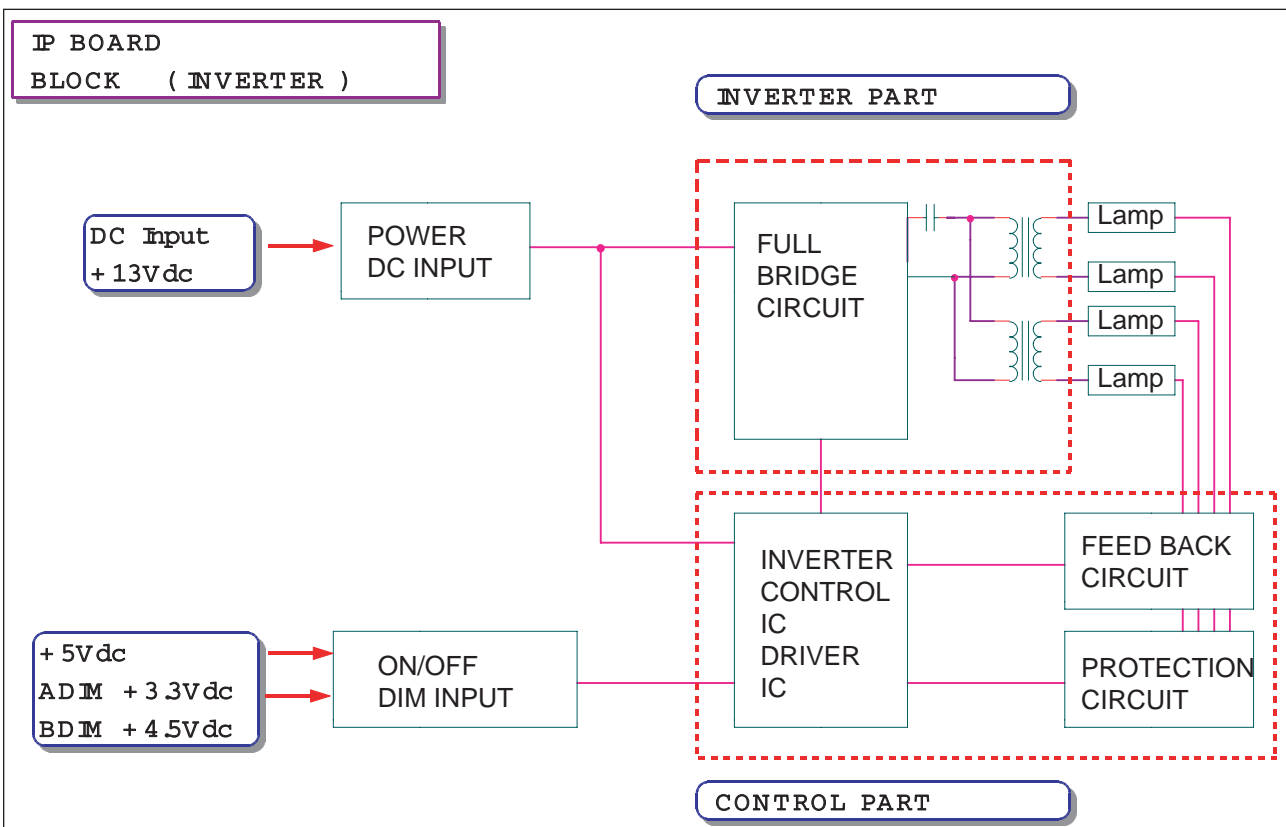 IP BOARD
BLOCK ( INVERTER )
INVERTER PART
DC Input
+13Vdc
POWER
DC INPUT
FULL
BRIDGE
CIRCUIT
Lamp
Lamp
Lamp
Lamp
INVERTER
CONTROL
IC
DRIVER
IC
FEED BACK
CIRCUIT
+5Vdc
ADIM +3.3Vdc
BDIM +4.5Vdc
ON/OFF
DIM INPUT
PROTECTION
CIRCUIT
CONTROL PART